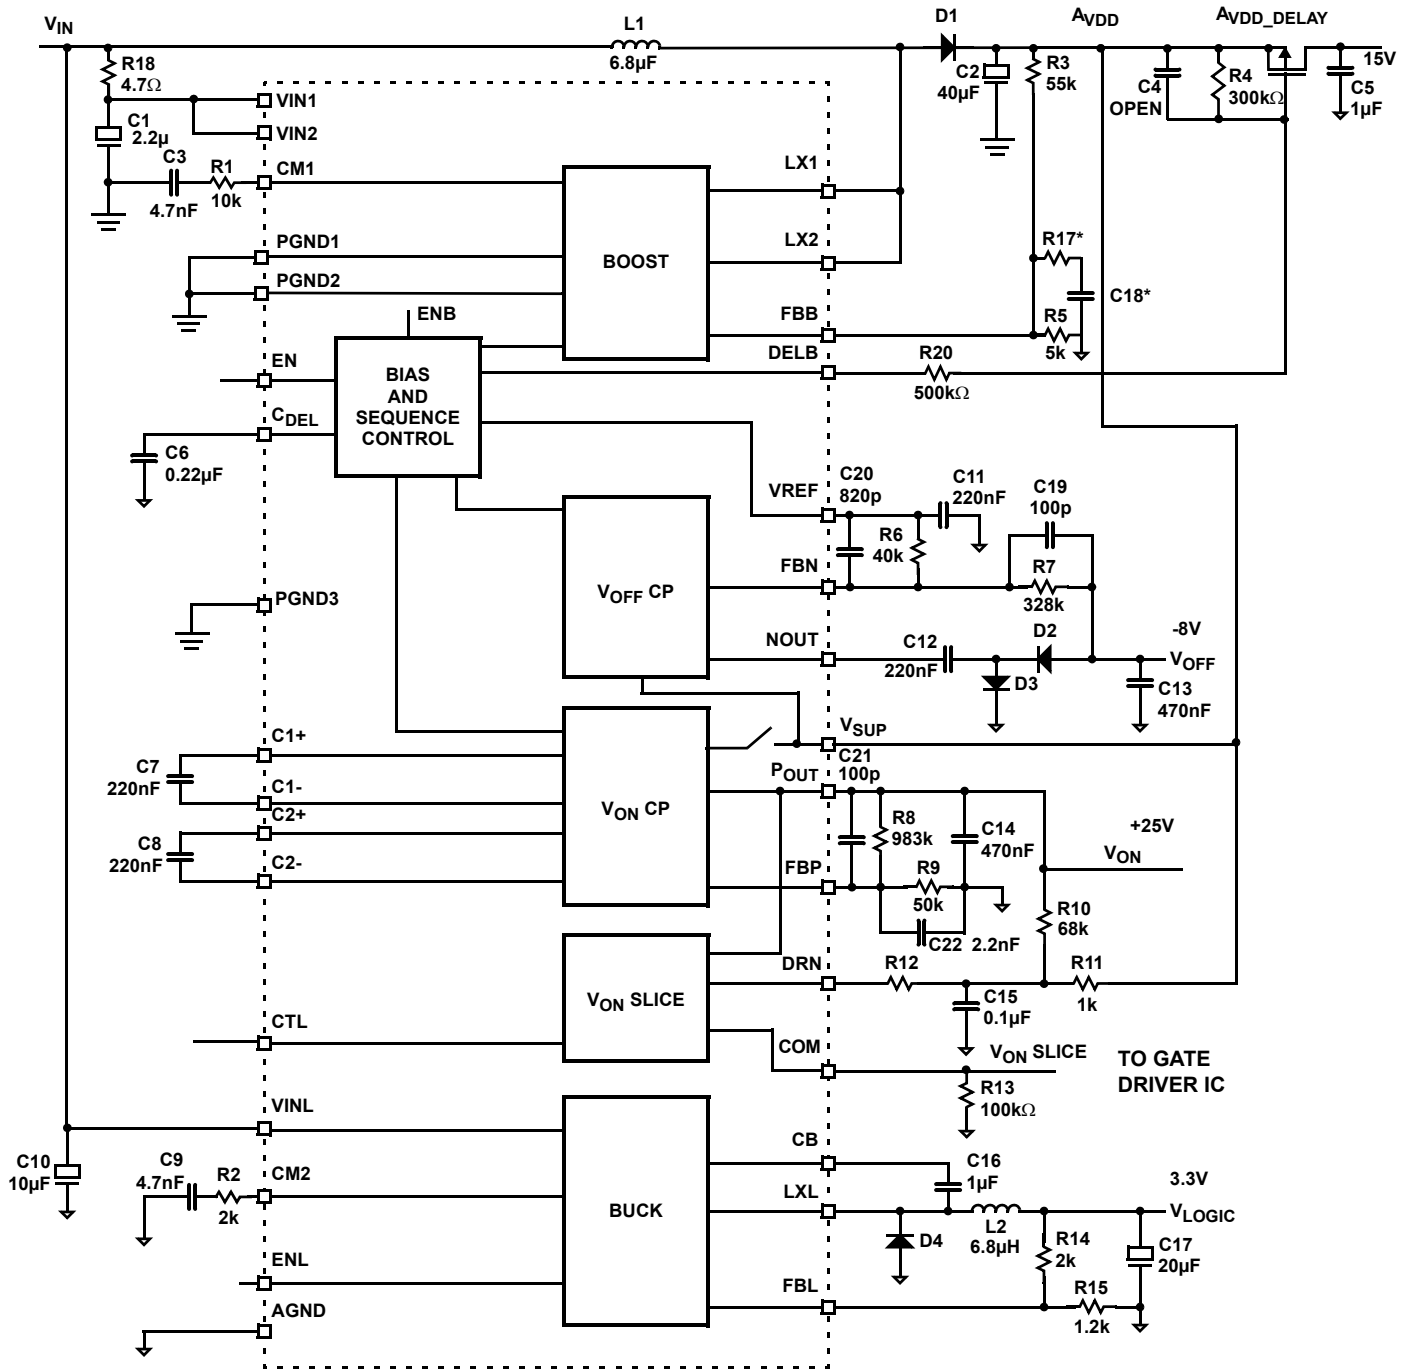 VIN
L1
6.8µF
D1
AVDD
AVDD_DELAY
R18
4.7Ω
C2
40µF
R3
55k
C4
OPEN
R4
300kΩ
15V
C5
1µF
VIN1
VIN2
C1
2.2µ
C3
4.7nF
R1
10k
CM1
LX1
PGND1
BOOST
LX2
R17*
PGND2
C18*
ENB
FBB
R5
5k
EN
BIAS
AND
SEQUENCE
CONTROL
DELB
R20
500kΩ
CDEL
C6
0.22µF
VREF
C20
820p
C11
220nF
C19
100p
R6
40k
FBN
R7
328k
VOFF CP
PGND3
NOUT
C12
220nF
D2
-8V
VOFF
D3
C13
470nF
C1+
VSUP
C7
220nF
C1-
POUT
C21
100p
C2+
VON CP
R8
983k
C14
470nF
+25V
VON
C8
220nF
C2-
FBP
R9
50k
R10
68k
C22 2.2nF
DRN
R12
R11
1k
VON SLICE
C15
0.1µF
CTL
COM
VON SLICE
TO GATE
DRIVER IC
R13
100kΩ
VINL
CB
C10
10µF
C9
4.7nF
R2
2k
CM2
C16
1µF
3.3V
BUCK
LXL
VLOGIC
D4
L2
6.8µH
R14
2k
C17
20µF
ENL
FBL
R15
1.2k
AGND